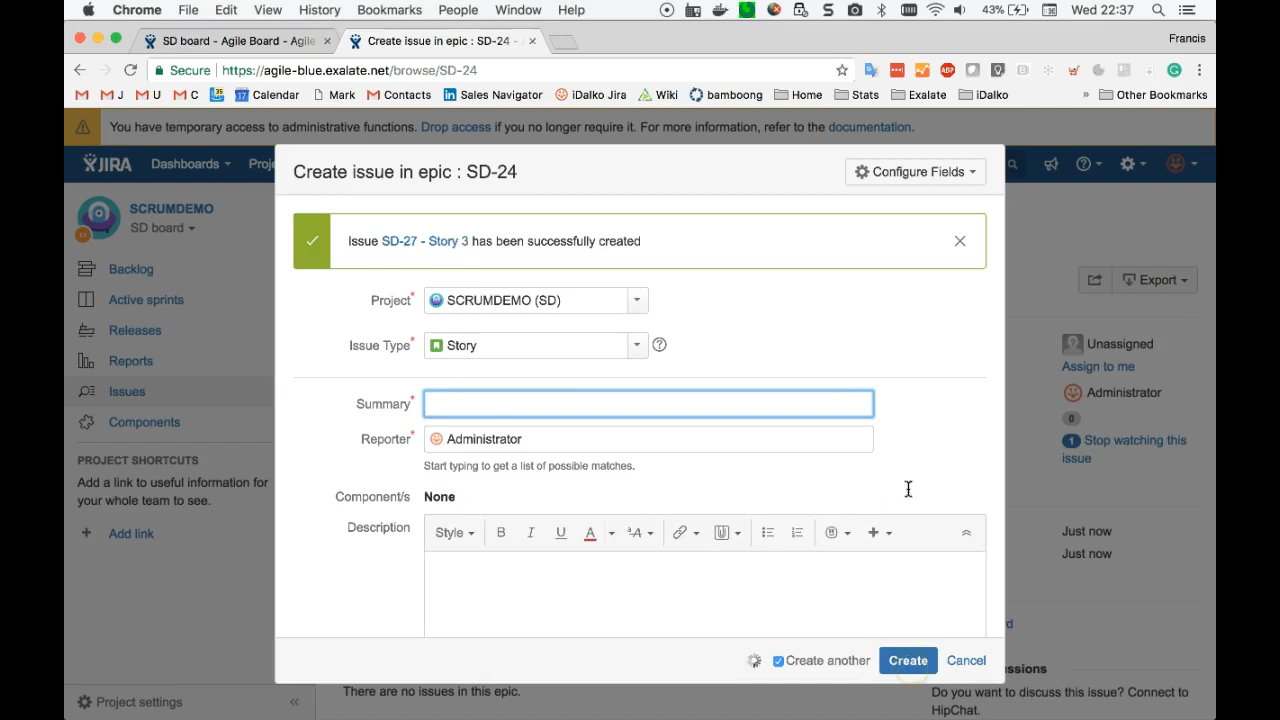 Chrome File Edit View History Bookmarks People Window Help 43% Wed 22:37
SD board - Agile Board - Agile × Create issue in epic : SD-24 - × Francis
Secure https://agile-blue.exalate.net/browse/SD-24
M J M U M C Calendar Mark Contacts Sales Navigator iDalko Jira Wiki bamboong Home Stats Exalate iDalko » Other Bookmarks
You have temporary access to administrative functions. Drop access if you no longer require it. For more information, refer to the documentation.
JIRA Dashboards Proj
Create issue in epic : SD-24 Configure Fields
SCRUMDEMO
SD board
Issue SD-27 - Story 3 has been successfully created
Backlog
Active sprints
Releases
Reports
Issues
Components
PROJECT SHORTCUTS
Add a link to useful information for
your whole team to see.
+ Add link
Project settings «
Project* SCRUMDEMO (SD)
Issue Type* Story
Summary*
Reporter* Administrator
Start typing to get a list of possible matches.
Component/s None
Description Style B I U A
Create another Create Cancel
There are no issues in this epic.
Export
Unassigned
Assign to me
Administrator
0
1 Stop watching this
issue
Just now
Just now
Do you want to discuss this issue? Connect to
HipChat.